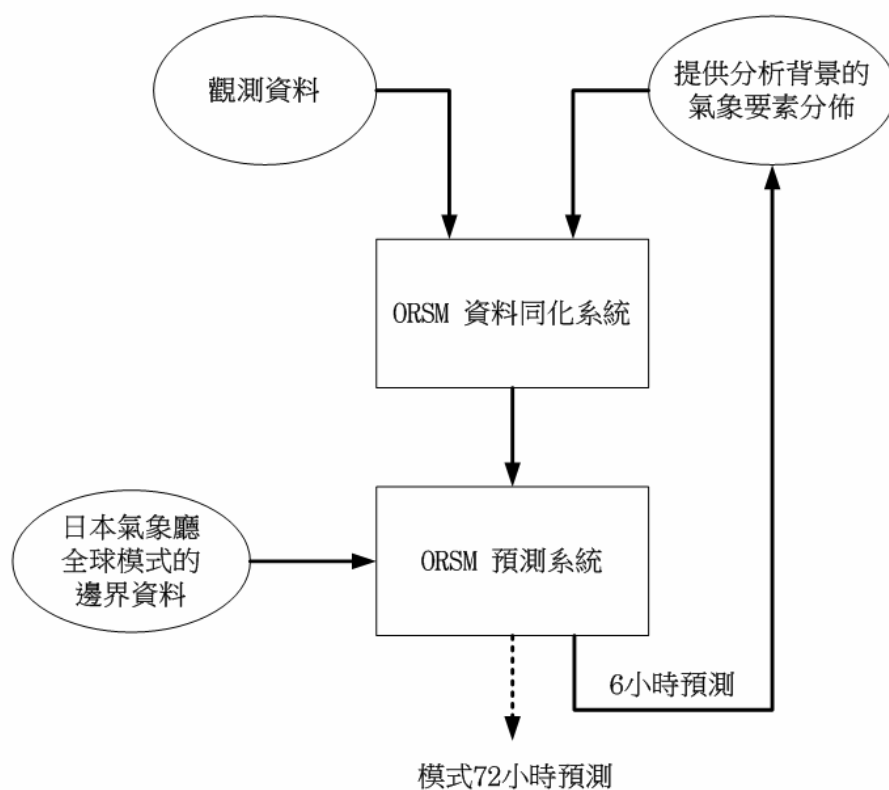 觀測資料
提供分析背景的
氣象要素分佈
ORSM 資料同化系統
日本氣象廳
全球模式的
邊界資料
ORSM 預測系統
6小時預測
模式72小時預測